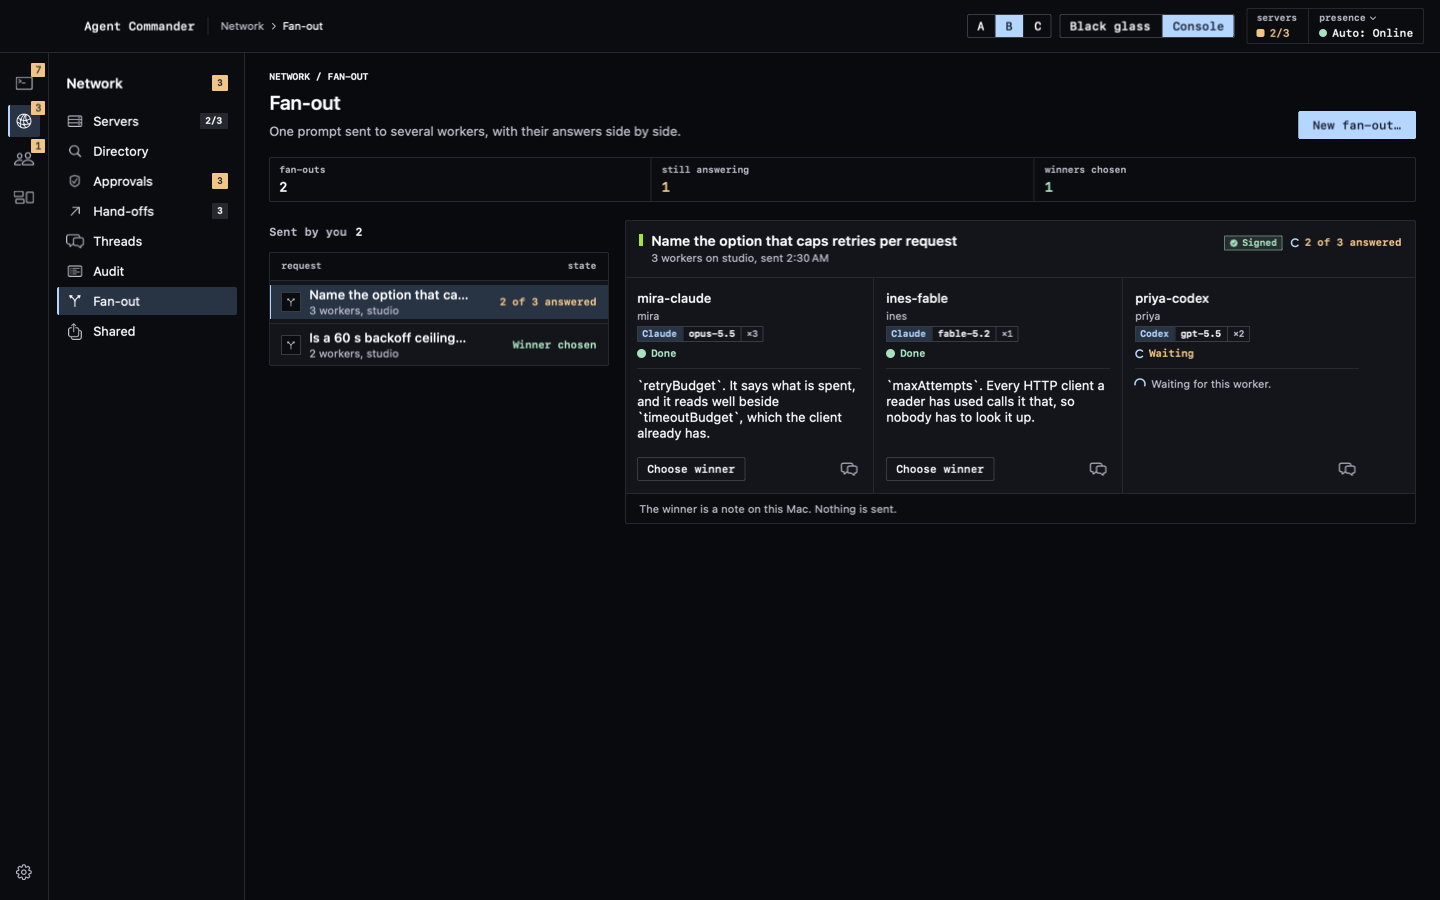 Agent Commander
Network > Fan-out
A B C
Black glass Console
servers
2/3
presence
Auto: Online
7
3
1
Network 3
Servers 2/3
Directory
Approvals 3
Hand-offs 3
Threads
Audit
Fan-out
Shared
NETWORK / FAN-OUT
Fan-out
One prompt sent to several workers, with their answers side by side.
New fan-out…
fan-outs
2
still answering
1
winners chosen
1
Sent by you 2
request state
Name the option that ca...
3 workers, studio
2 of 3 answered
Is a 60 s backoff ceiling...
2 workers, studio
Winner chosen
Name the option that caps retries per request
3 workers on studio, sent 2:30 AM
Signed
2 of 3 answered
mira-claude
mira
Claude opus-5.5 ×3
Done
`retryBudget`. It says what is spent,
and it reads well beside
`timeoutBudget`, which the client
already has.
Choose winner
ines-fable
ines
Claude fable-5.2 ×1
Done
`maxAttempts`. Every HTTP client a
reader has used calls it that, so
nobody has to look it up.
Choose winner
priya-codex
priya
Codex gpt-5.5 ×2
Waiting
Waiting for this worker.
The winner is a note on this Mac. Nothing is sent.